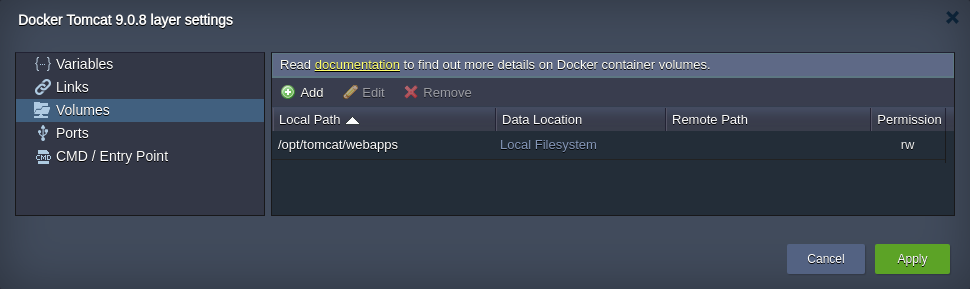 Docker Tomcat 9.0.8 layer settings
Variables
Links
Volumes
Ports
CMD / Entry Point
Read documentation to find out more details on Docker container volumes.
Add Edit Remove
Local Path Data Location Remote Path Permission
/opt/tomcat/webapps Local Filesystem rw
Cancel Apply